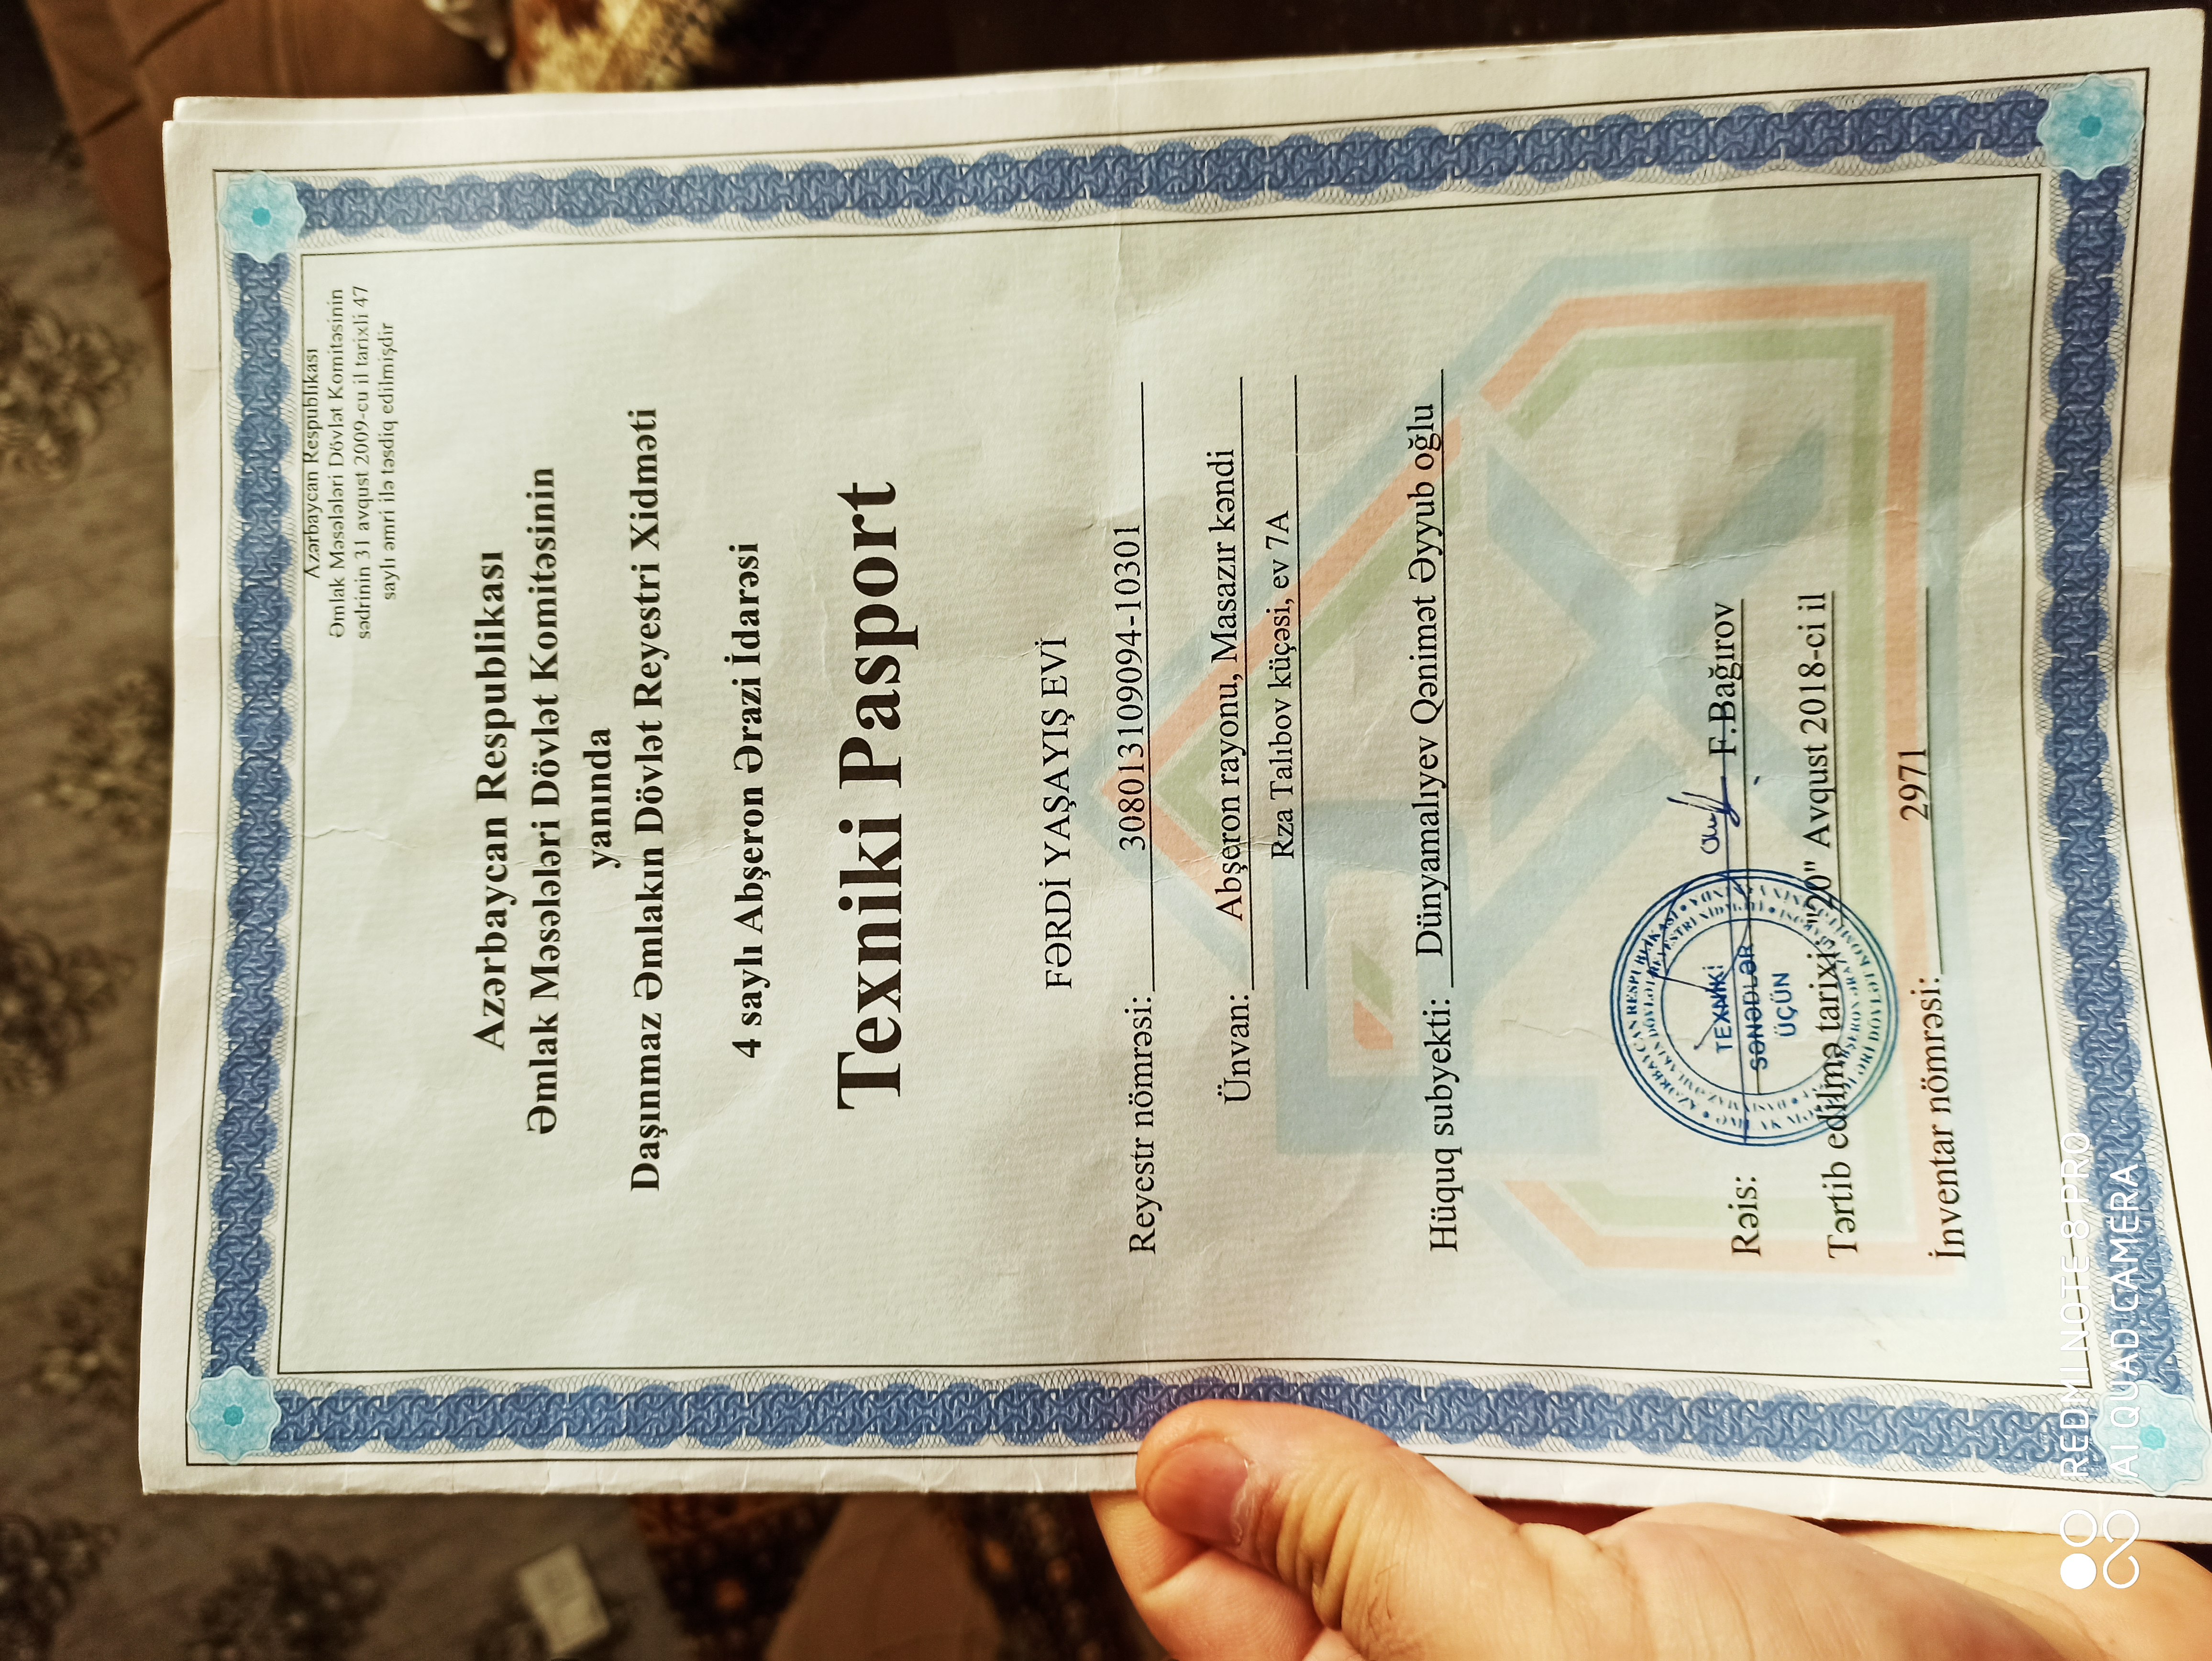 Azərbaycan Respublikası
Əmlak Məsələləri Dövlət Komitəsinin
sədrinin 31 avqust 2009-cu il tarixli 47
saylı əmri ilə təsdiq edilmişdir
Azərbaycan Respublikası
Əmlak Məsələləri Dövlət Komitəsinin
yanında
Daşınmaz Əmlakın Dövlət Reyestri Xidməti
4 saylı Abşeron Ərazi İdarəsi
Texniki Pasport
FƏRDİ YAŞAYIŞ EVİ
Reyestr nömrəsi: 308013109094-10301
Ünvan: Abşeron rayonu, Masazır kəndi
Rza Talıbov küçəsi, ev 7A
Hüquq subyekti: Dünyamalıyev Qənimət Əyyub oğlu
Rəis: F.Bağırov
TEXNİKİ
SƏNƏDLƏR
ÜÇÜN
Tərtib edilmə tarixi: "20" Avqust 2018-ci il
İnventar nömrəsi: 2971
REDMI NOTE 8 PRO
AI QUAD CAMERA